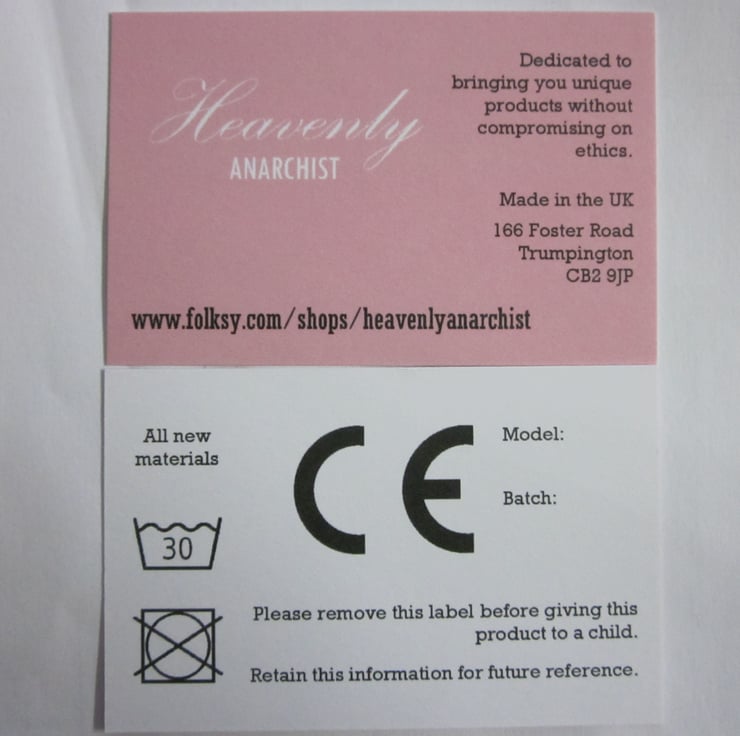 Heavenly
ANARCHIST
Dedicated to
bringing you unique
products without
compromising on
ethics.
Made in the UK
166 Foster Road
Trumpington
CB2 9JP
www.folksy.com/shops/heavenlyanarchist
All new
materials
30
CE
Model:
Batch:
Please remove this label before giving this
product to a child.
Retain this information for future reference.